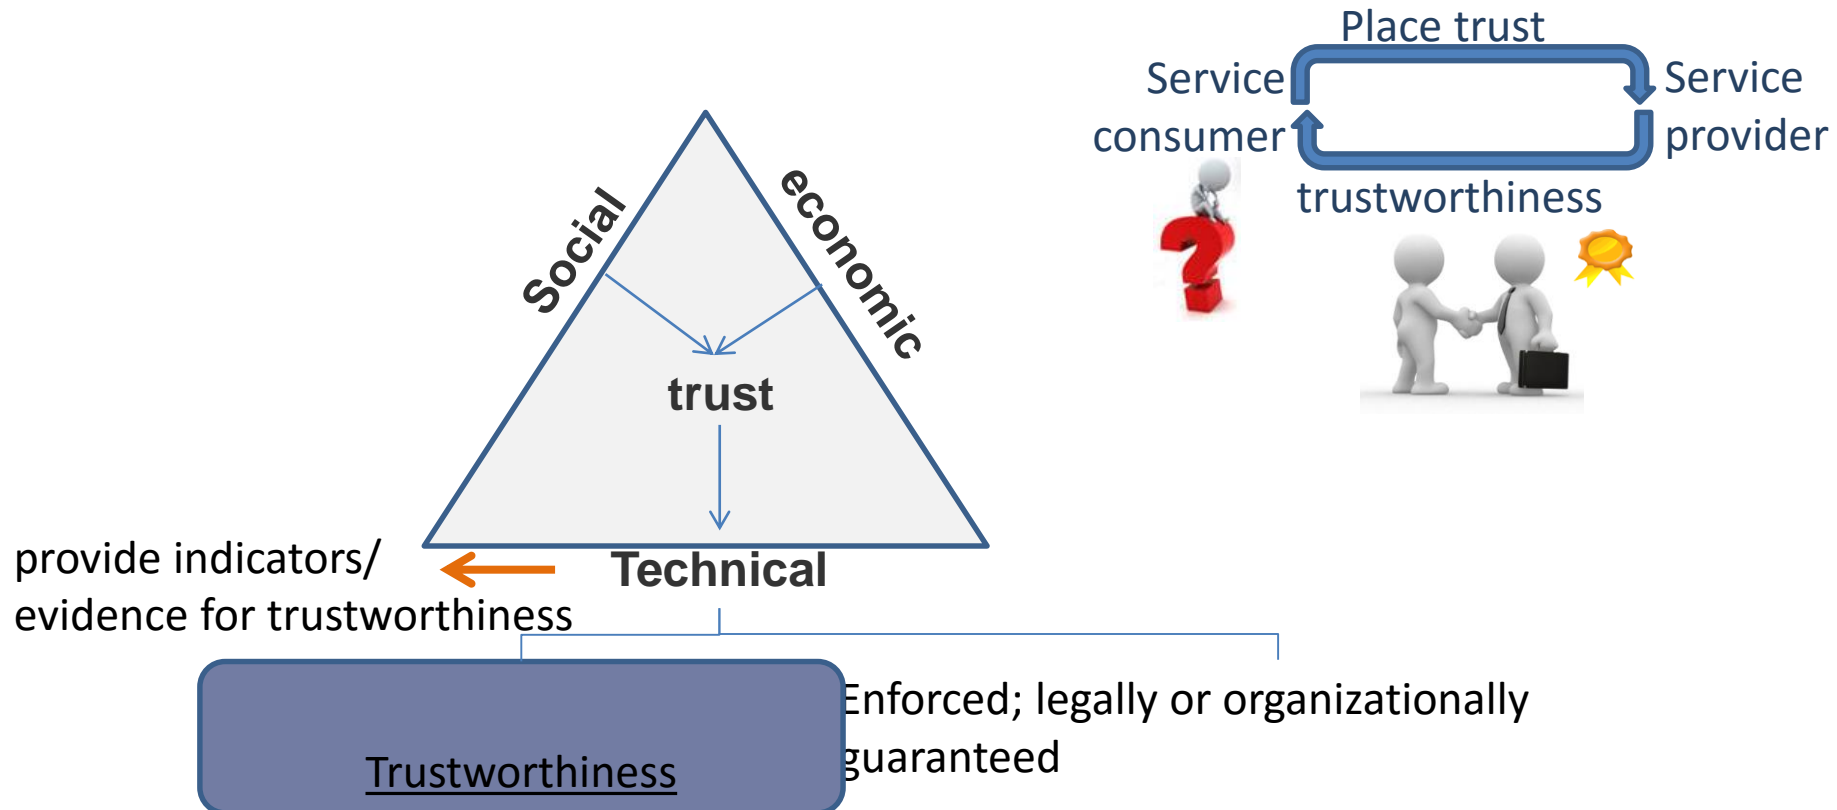 Place trust
Service
Service
consumer
provider
trustworthiness
Social
economic
trust
Technical
provide indicators/
evidence for trustworthiness
Enforced; legally or organizationally
guaranteed
Trustworthiness